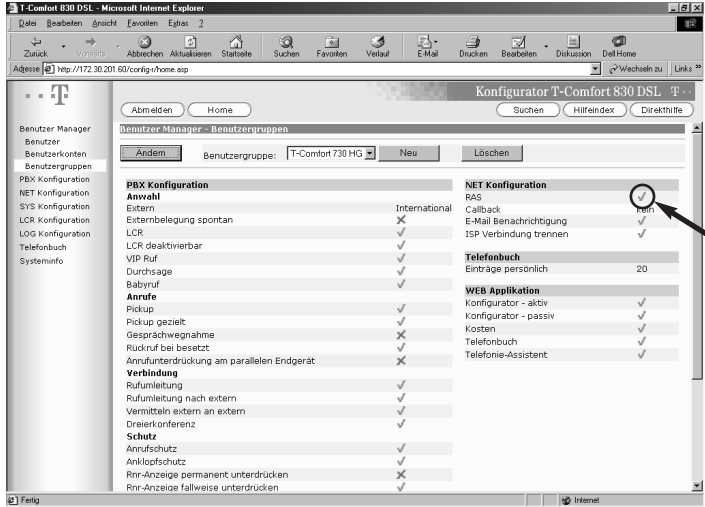 T-Comfort 830 DSL - Microsoft Internet Explorer
Datei Bearbeiten Ansicht Favoriten Extras ?
Zurück Vorwärts Abbrechen Aktualisieren Startseite Suchen Favoriten Verlauf E-Mail Drucken Bearbeiten Diskussion Dell Home
Adresse http://172.30.201.60/config-r/home.asp Wechseln zu Links »
T Konfigurator T-Comfort 830 DSL T
Abmelden Home Suchen Hilfeindex Direkthilfe
Benutzer Manager
Benutzer
Benutzerkonten
Benutzergruppen
PBX Konfiguration
NET Konfiguration
SYS Konfiguration
LCR Konfiguration
LOG Konfiguration
Telefonbuch
Systeminfo
Benutzer Manager - Benutzergruppen
Ändern Benutzergruppe: T-Comfort 730 HG Neu Löschen
PBX Konfiguration
Anwahl
Extern International
Externbelegung spontan
LCR
LCR deaktivierbar
VIP Ruf
Durchsage
Babyruf
Anrufe
Pickup
Pickup gezielt
Gesprächwegnahme
Rückruf bei besetzt
Anrufunterdrückung am parallelen Endgerät
Verbindung
Rufumleitung
Rufumleitung nach extern
Vermitteln extern an extern
Dreierkonferenz
Schutz
Anrufschutz
Anklopfschutz
Rnr-Anzeige permanent unterdrücken
Rnr-Anzeige fallweise unterdrücken
NET Konfiguration
RAS
Callback kein
E-Mail Benachrichtigung
ISP Verbindung trennen
Telefonbuch
Einträge persönlich 20
WEB Applikation
Konfigurator - aktiv
Konfigurator - passiv
Kosten
Telefonbuch
Telefonie-Assistent
Fertig Internet